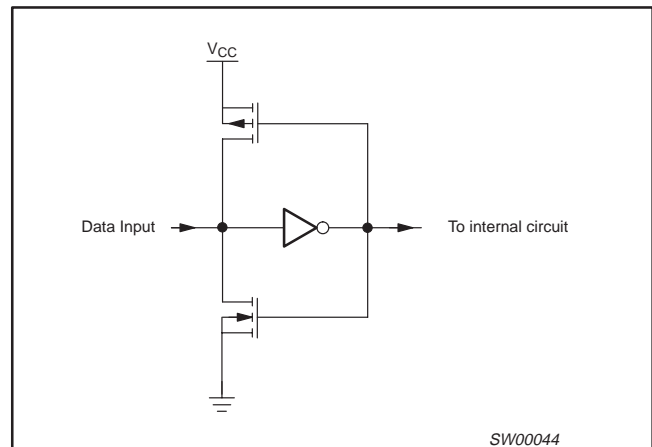 VCC
Data Input
To internal circuit
SW00044